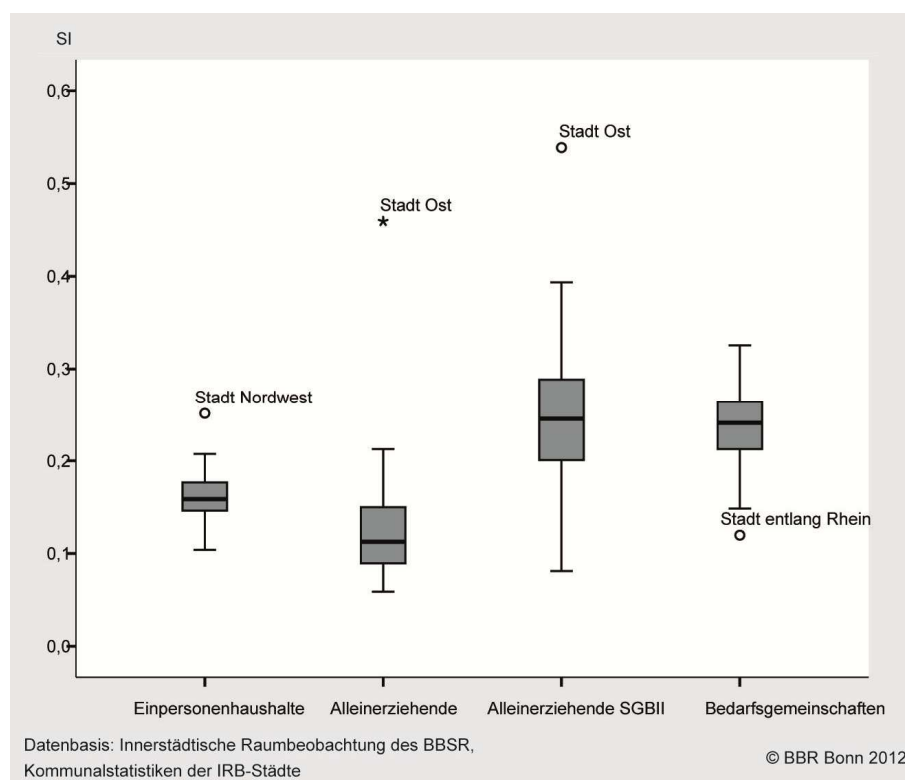 SI
0,6
Stadt Ost
0,5
Stadt Ost
0,4
0,3
Stadt Nordwest
0,2
Stadt entlang Rhein
0,1
0,0
Einpersonenhaushalte Alleinerziehende Alleinerziehende SGBII Bedarfsgemeinschaften
Datenbasis: Innerstädtische Raumbeobachtung des BBSR,
Kommunalstatistiken der IRB-Städte
© BBR Bonn 2012